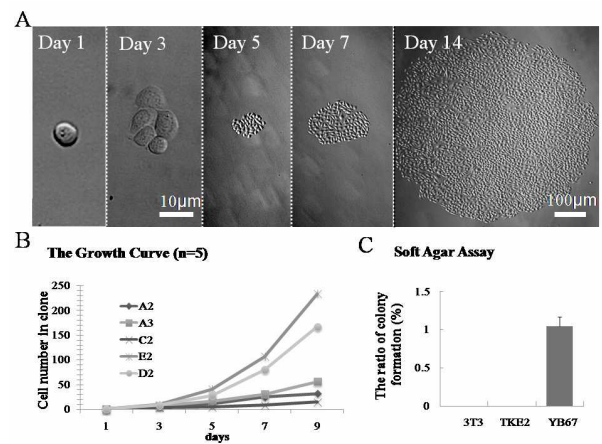 A
Day 1
Day 3
Day 5
Day 7
Day 14
10μm
100μm
B
The Growth Curve (n=5)
Cell number in clone
250
200
150
100
50
0
A2
A3
C2
E2
D2
1 3 5 7 9
days
C
Soft Agar Assay
The ratio of colony
formation (%)
1.5
1
0.5
0
3T3 TKE2 YB67